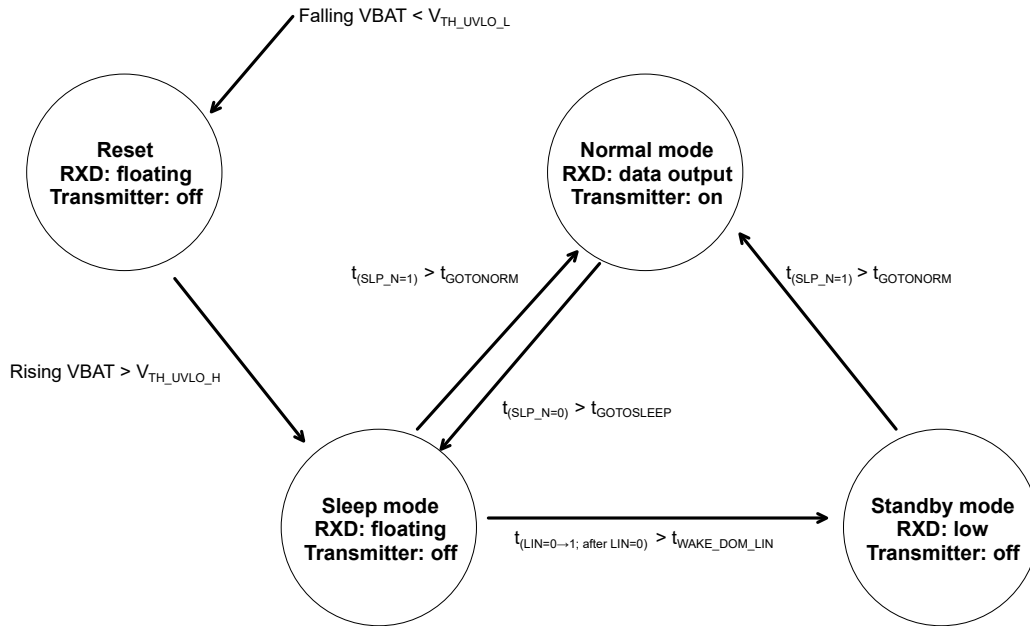 Falling VBAT < VTH_UVLO_L
Reset
RXD: floating
Transmitter: off
Normal mode
RXD: data output
Transmitter: on
t(SLP_N=1) > tGOTONORM
t(SLP_N=1) > tGOTONORM
Rising VBAT > VTH_UVLO_H
t(SLP_N=0) > tGOTOSLEEP
Sleep mode
RXD: floating
Transmitter: off
t(LIN=0→1; after LIN=0) > tWAKE_DOM_LIN
Standby mode
RXD: low
Transmitter: off